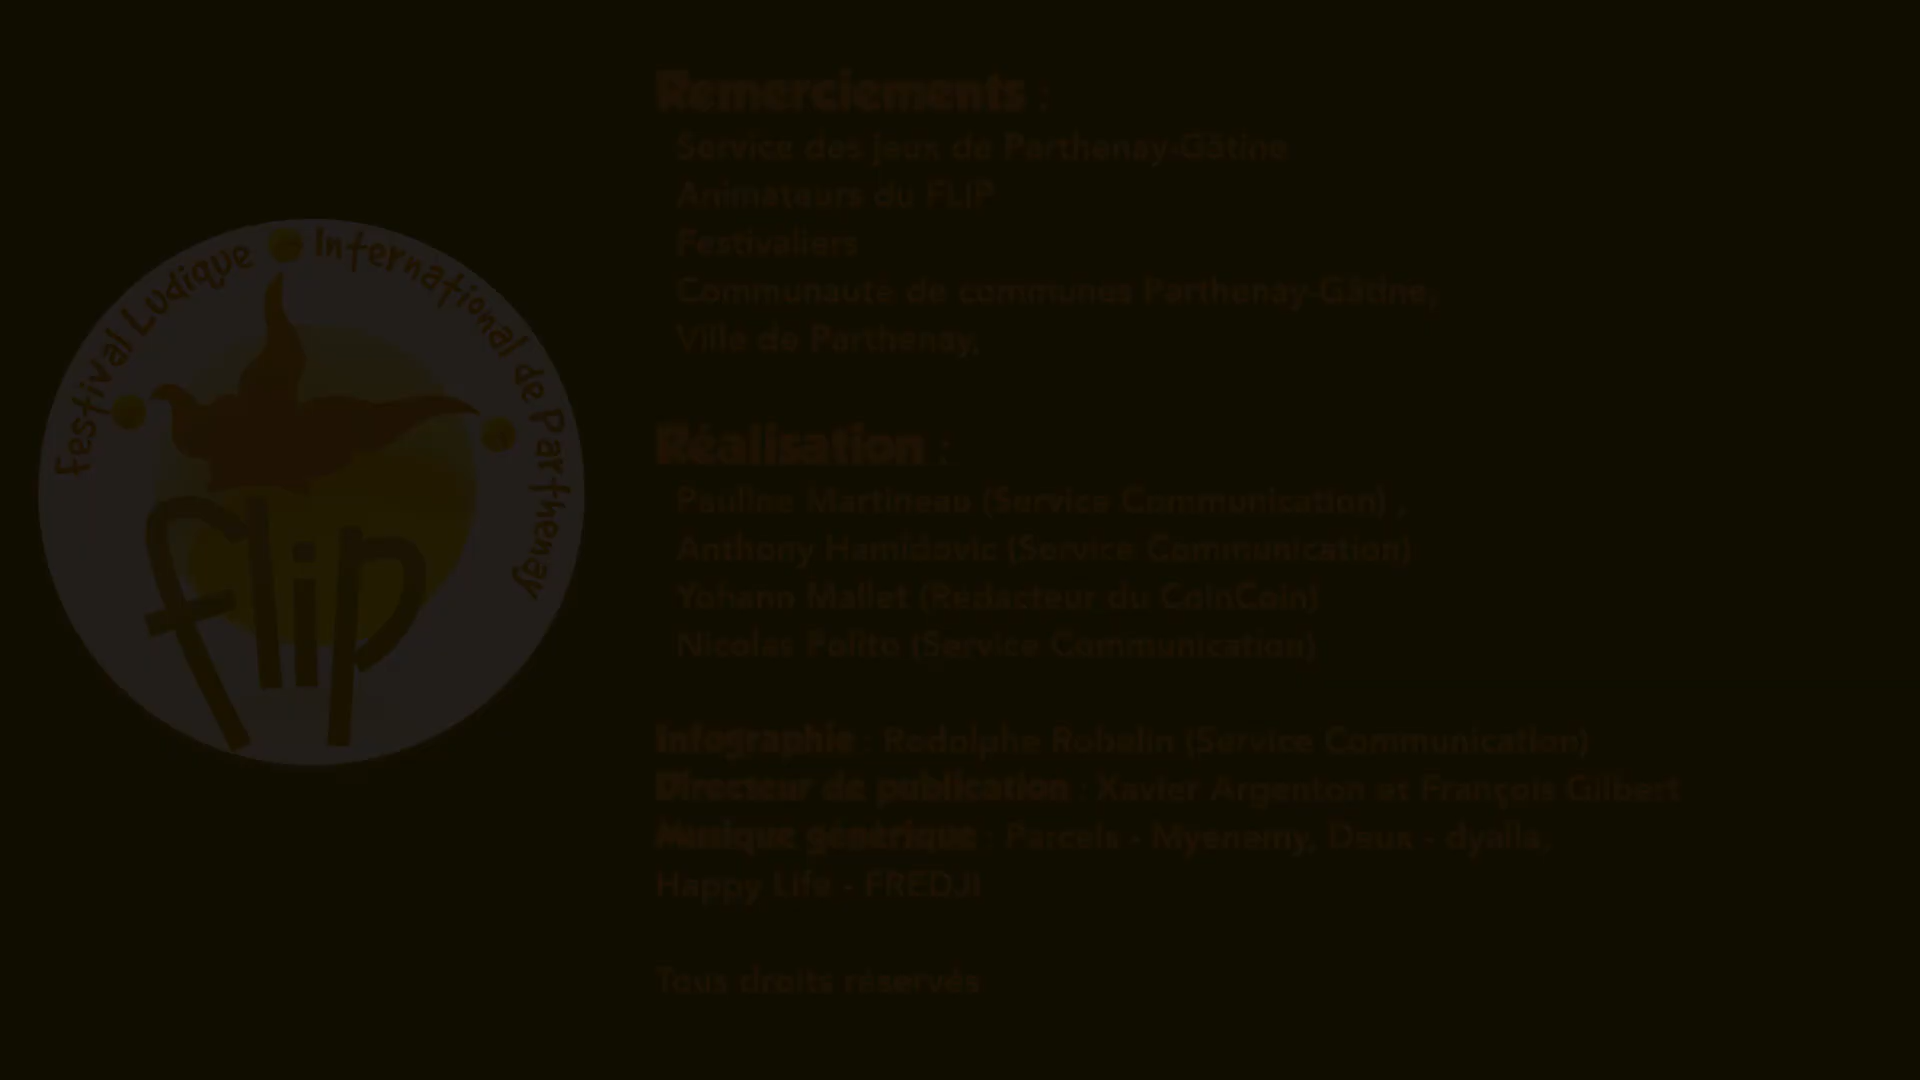 Festival Ludique International de Parthenay
flip
Remerciements :
Service des jeux de Parthenay-Gâtine
Animateurs du FLIP
Festivaliers
Communauté de communes Parthenay-Gâtine,
Ville de Parthenay,
Réalisation :
Pauline Martineau (Service Communication) ,
Anthony Hamidovic (Service Communication)
Yohann Mallet (Rédacteur du CoinCoin)
Nicolas Polito (Service Communication)
Infographie : Rodolphe Robelin (Service Communication)
Directeur de publication : Xavier Argenton et François Gilbert
Musique générique : Parcels - Myenemy, Deux - dyalla,
Happy Life - FREDJI
Tous droits réservés